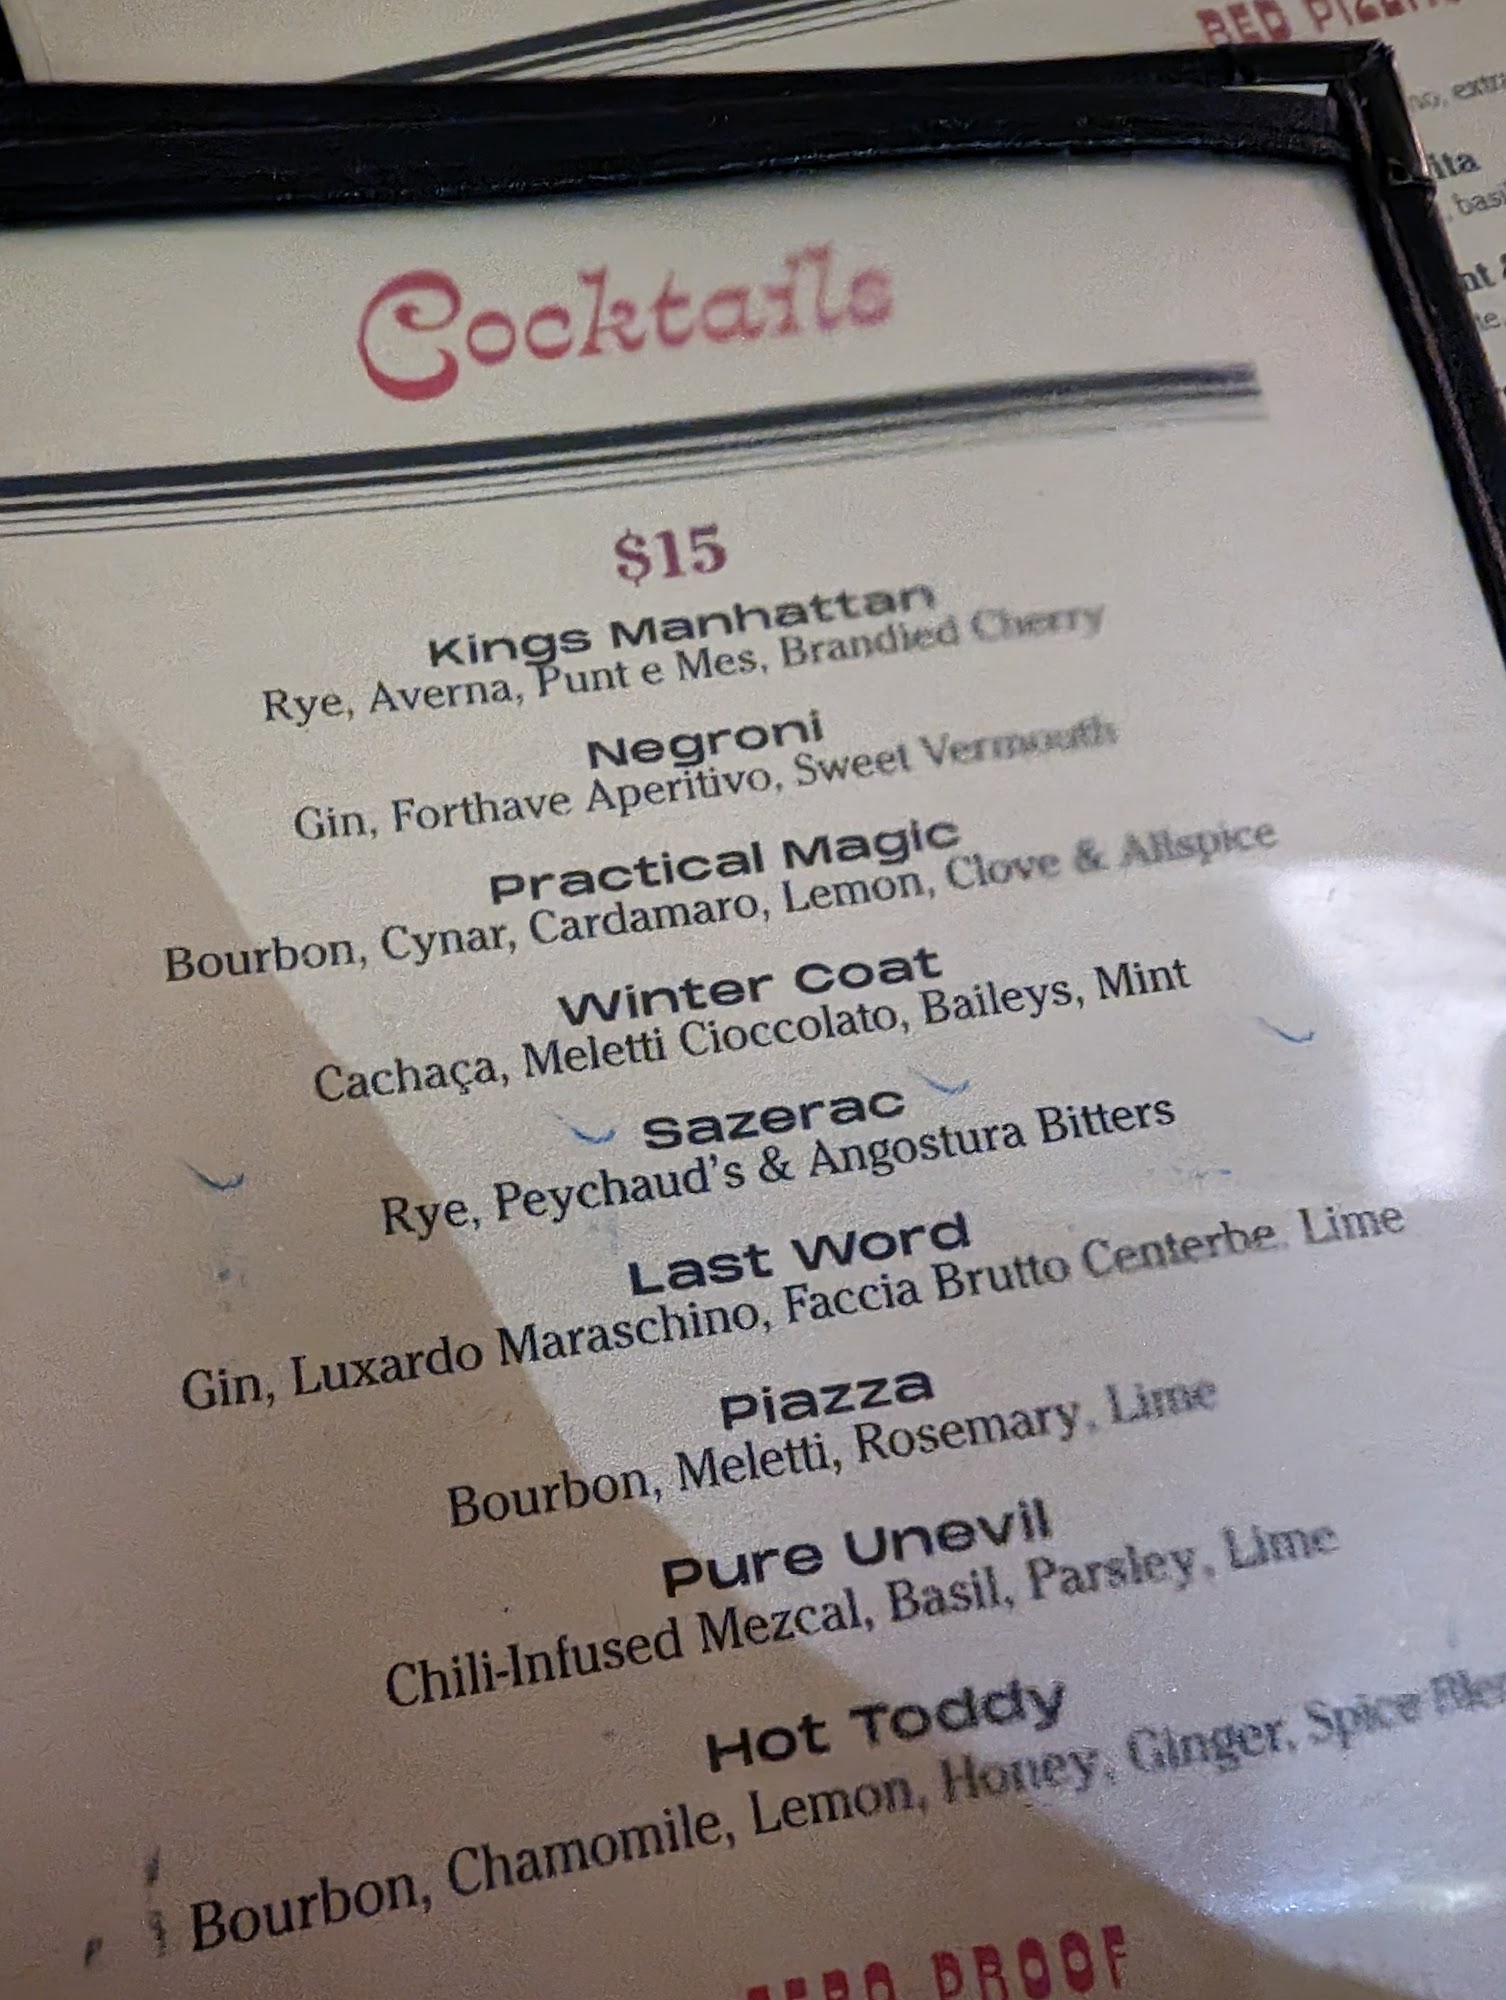 RED
Cocktails
$15
Kings Manhattan
Rye, Averna, Punt e Mes, Brandied Cherry
Negroni
Gin, Forthave Aperitivo, Sweet Vermouth
Practical Magic
Bourbon, Cynar, Cardamaro, Lemon, Clove & Allspice
Winter Coat
Cachaça, Meletti Cioccolato, Baileys, Mint
Sazerac
Rye, Peychaud's & Angostura Bitters
Last Word
Gin, Luxardo Maraschino, Faccia Brutto Centerbe, Lime
Piazza
Bourbon, Meletti, Rosemary, Lime
Pure Unevil
Chili-Infused Mezcal, Basil, Parsley, Lime
Hot Toddy
Bourbon, Chamomile, Lemon, Honey, Ginger, Spice
PROOF